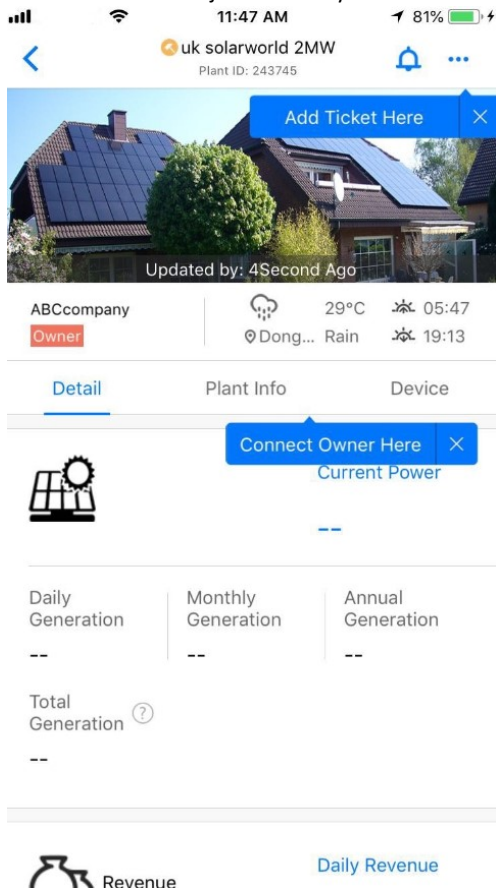 11:47 AM
81%
uk solarworld 2MW
Plant ID: 243745
Add Ticket Here
Updated by: 4Second Ago
ABCcompany
Owner
29°C
05:47
Dong... Rain
19:13
Detail Plant Info Device
Connect Owner Here
Current Power
--
Daily Generation
Monthly Generation
Annual Generation
-- -- --
Total Generation ?
--
Revenue
Daily Revenue